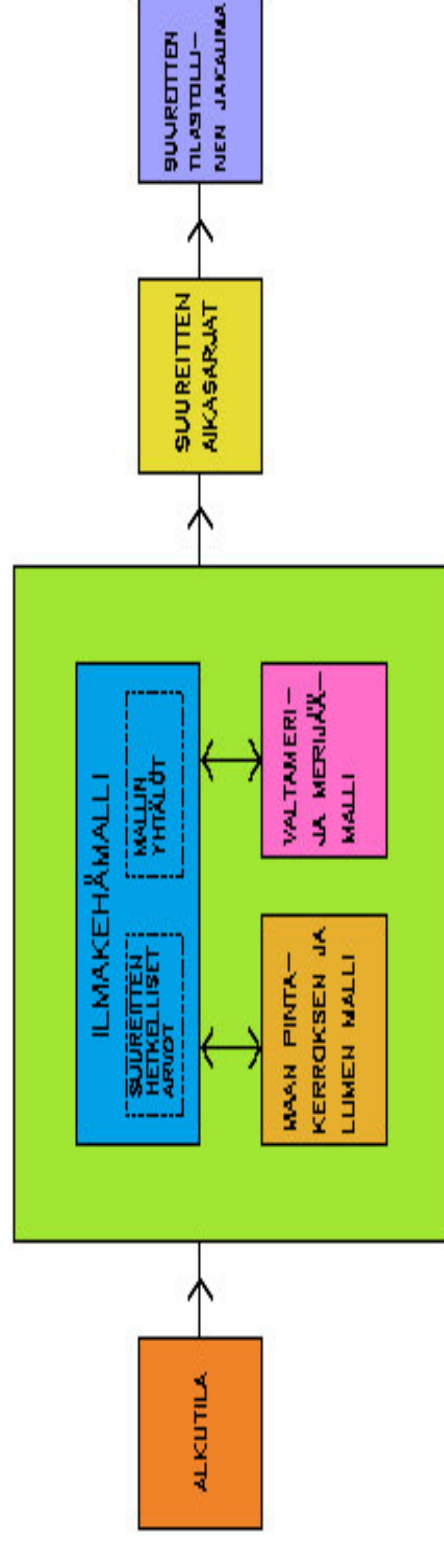 ALKUTILA
ILMAKEHÄMALLI
SUUREITTEN
HETKELLISET
ARVOT
MALLIN
YHTÄLÖT
MAAN PINTA—
KERROKSEN JA
LUMEN MALLI
VALTAMERI—
JA MERIJÄÄ—
MALLI
SUUREITTEN
AIKASARJAT
SUUREITTEN
TILASTOLLI—
NEN JAKAUMA